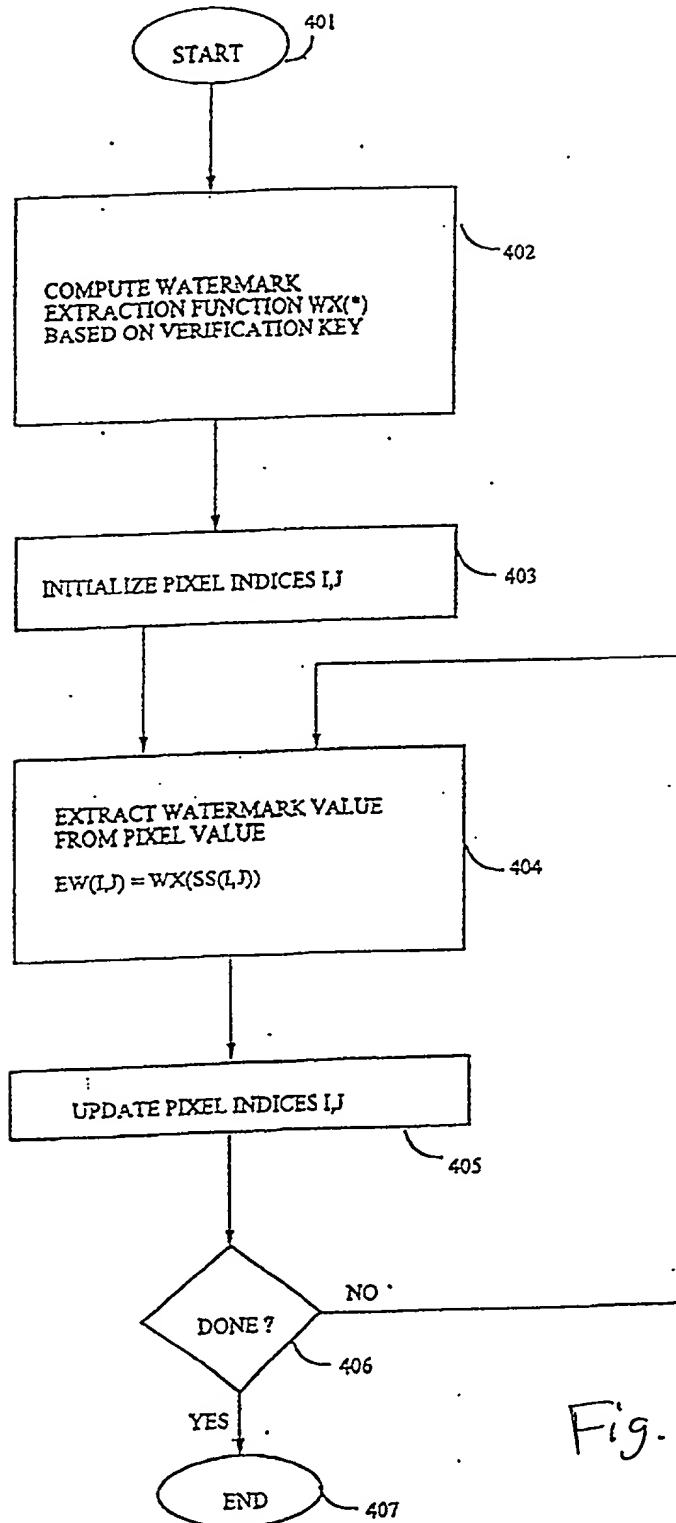 START
401
COMPUTE WATERMARK
EXTRACTION FUNCTION WX(*)
BASED ON VERIFICATION KEY
402
INITIALIZE PIXEL INDICES I,J
403
EXTRACT WATERMARK VALUE
FROM PIXEL VALUE
EW(I,J) = WX(SS(I,J))
404
UPDATE PIXEL INDICES I,J
405
DONE ?
NO
406
YES
Fig.
END
407